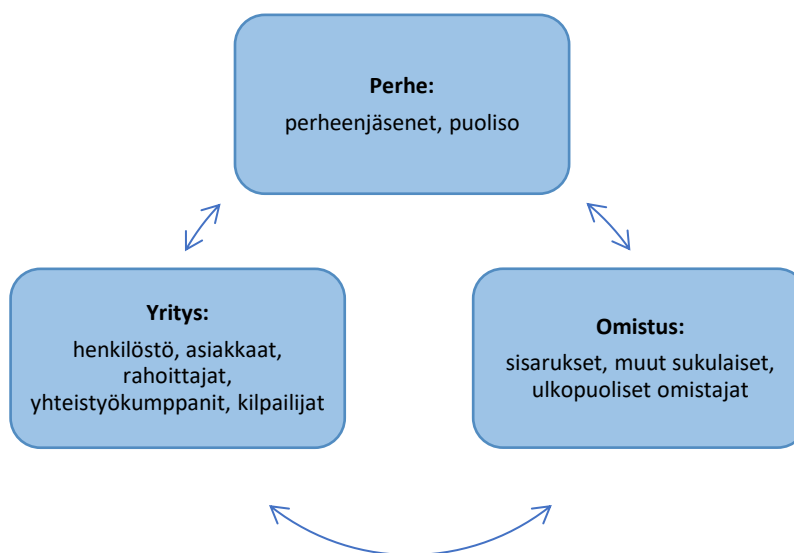 Perhe:
perheenjäsenet, puoliso
Yritys:
henkilöstö, asiakkaat,
rahoittajat,
yhteistyökumppanit, kilpailijat
Omistus:
sisarukset, muut sukulaiset,
ulkopuoliset omistajat